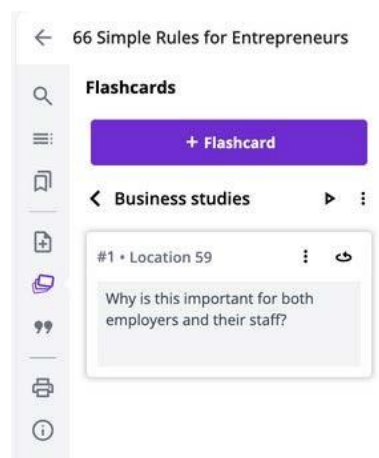 66 Simple Rules for Entrepreneurs
Flashcards
+ Flashcard
Business studies
#1 • Location 59
Why is this important for both
employers and their staff?